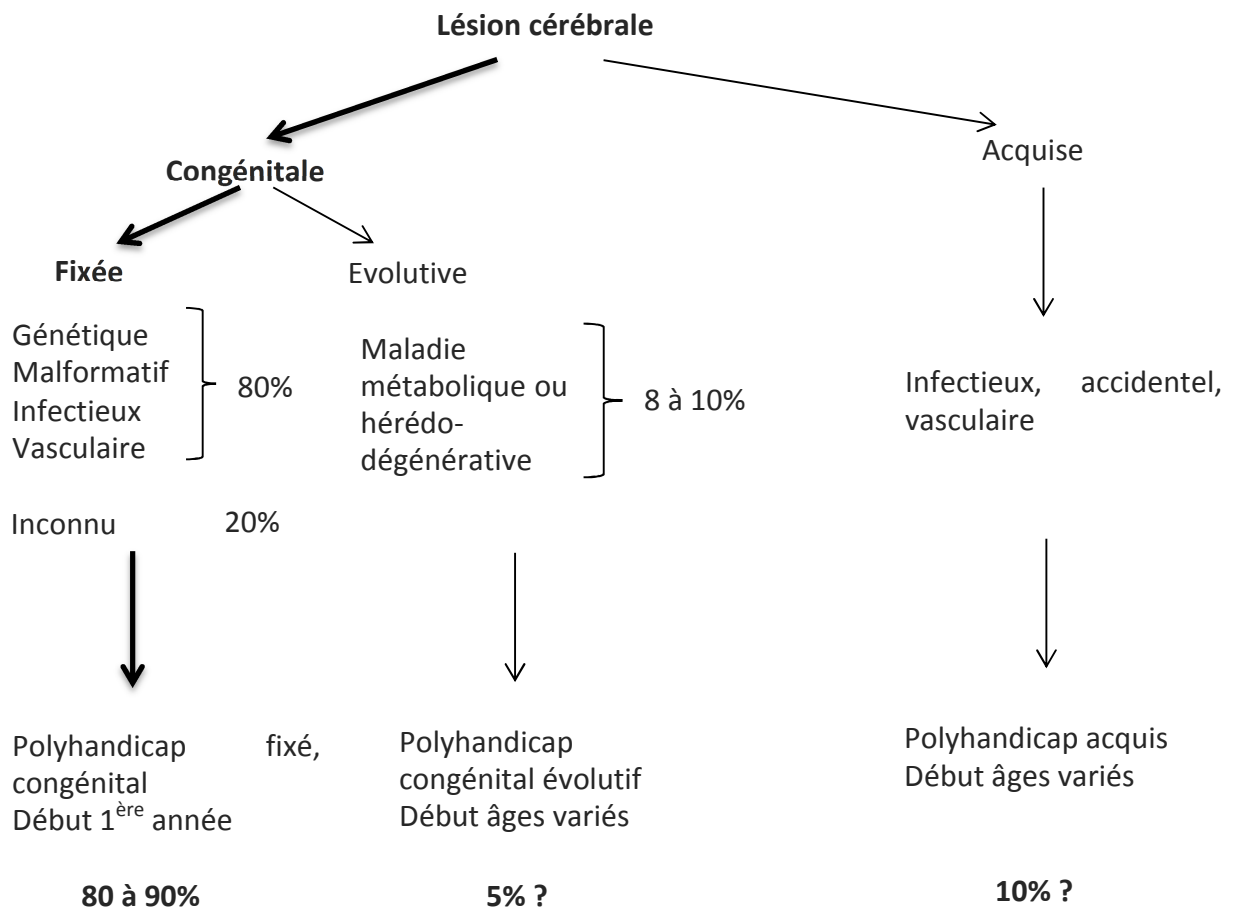 Lésion cérébrale
Congénitale
Acquise
Fixée
Evolutive
Génétique
Malformatif
Infectieux
Vasculaire
80%
Maladie
métabolique ou
hérédo-
dégénérative
8 à 10%
Infectieux, accidentel,
vasculaire
Inconnu 20%
Polyhandicap fixé,
congénital
Début 1ère année
Polyhandicap
congénital évolutif
Début âges variés
Polyhandicap acquis
Début âges variés
80 à 90%
5% ?
10% ?